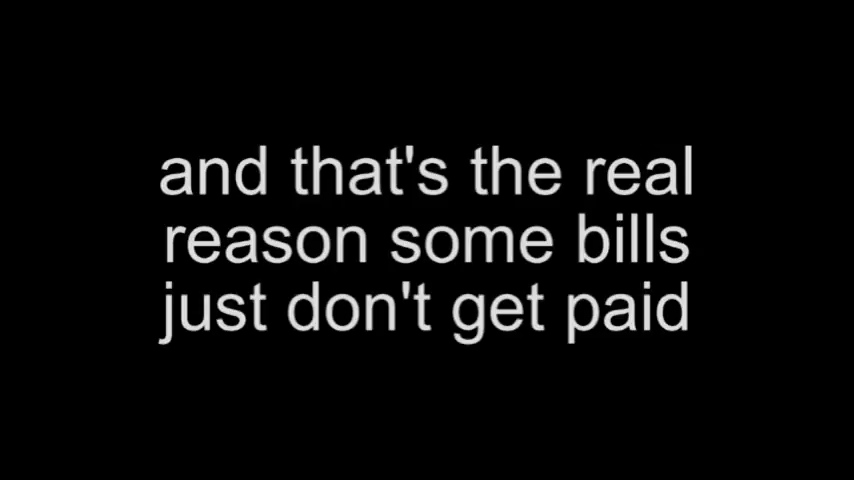 and that's the real
reason some bills
just don't get paid